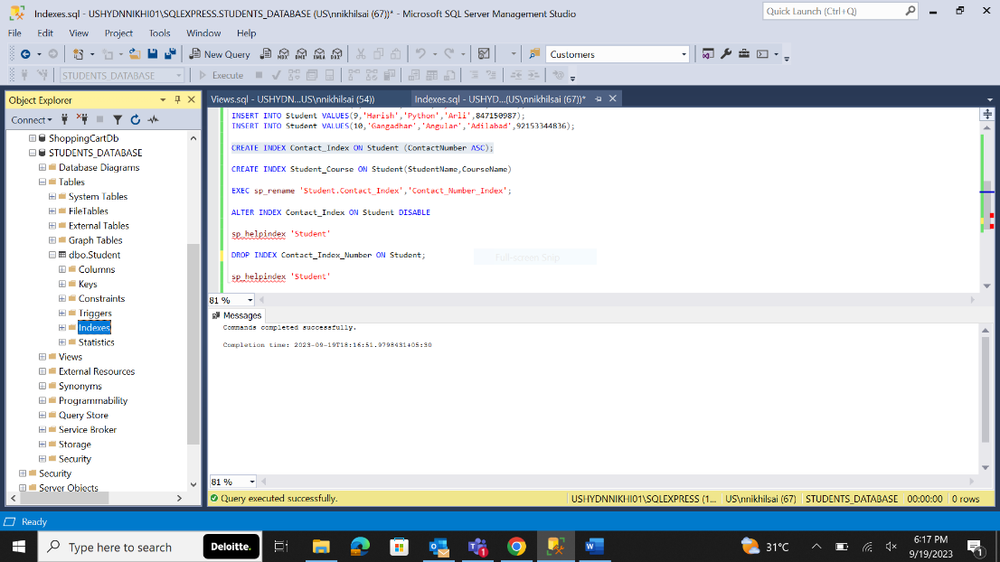 Indexes.sql - USHYDNNIKHI01\SQLEXPRESS.STUDENTS_DATABASE (US\nnikhilsai (67))* - Microsoft SQL Server Management Studio
Quick Launch (Ctrl+Q)
File Edit View Project Tools Window Help
New Query
MDX DMX XMLA DAX
Customers
STUDENTS_DATABASE
Execute
Object Explorer
Connect
ShoppingCartDb
STUDENTS_DATABASE
Database Diagrams
Tables
System Tables
FileTables
External Tables
Graph Tables
dbo.Student
Columns
Keys
Constraints
Triggers
Indexes
Statistics
Views
External Resources
Synonyms
Programmability
Query Store
Service Broker
Storage
Security
Security
Server Objects
Views.sql - USHYDN...US\nnikhilsai (54))
Indexes.sql - USHYD...(US\nnikhilsai (67))*
INSERT INTO Student VALUES(9,'Harish','Python','Arli',847150987);
INSERT INTO Student VALUES(10,'Gangadhar','Angular','Adilabad',92153344836);
CREATE INDEX Contact_Index ON Student (ContactNumber ASC);
CREATE INDEX Student_Course ON Student(StudentName,CourseName)
EXEC sp_rename 'Student.Contact_Index','Contact_Number_Index';
ALTER INDEX Contact_Index ON Student DISABLE
sp_helpindex 'Student'
Full-screen Snip
DROP INDEX Contact_Index_Number ON Student;
sp_helpindex 'Student'
81 %
Messages
Commands completed successfully.
Completion time: 2023-09-19T18:16:51.9798431+05:30
81 %
Query executed successfully.
USHYDNNIKHI01\SQLEXPRESS (1... US\nnikhilsai (67) STUDENTS_DATABASE 00:00:00 0 rows
Ready
Type here to search
Deloitte.
1
31°C
6:17 PM
9/19/2023
1